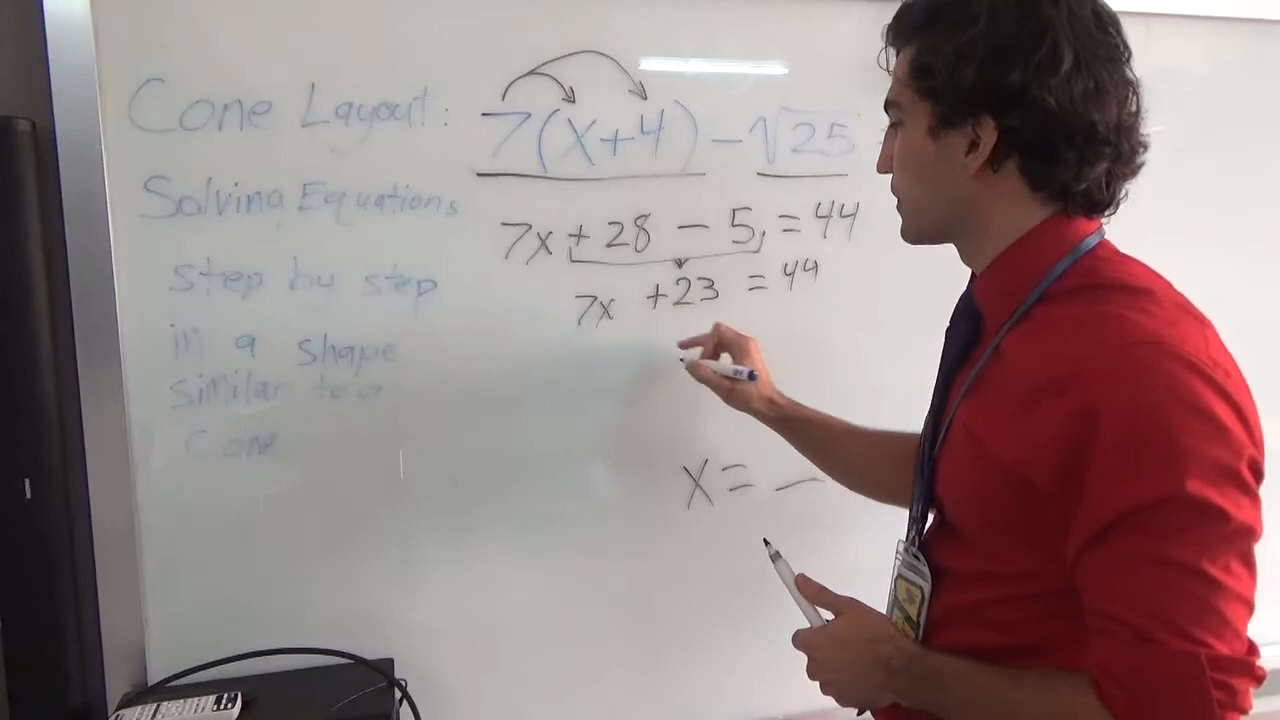 Cone Layout: 7(x+4) - √25
Solving Equations
7x + 28 - 5 = 44
step by step
7x + 23 = 44
in a shape
similar to a
cone
x = —